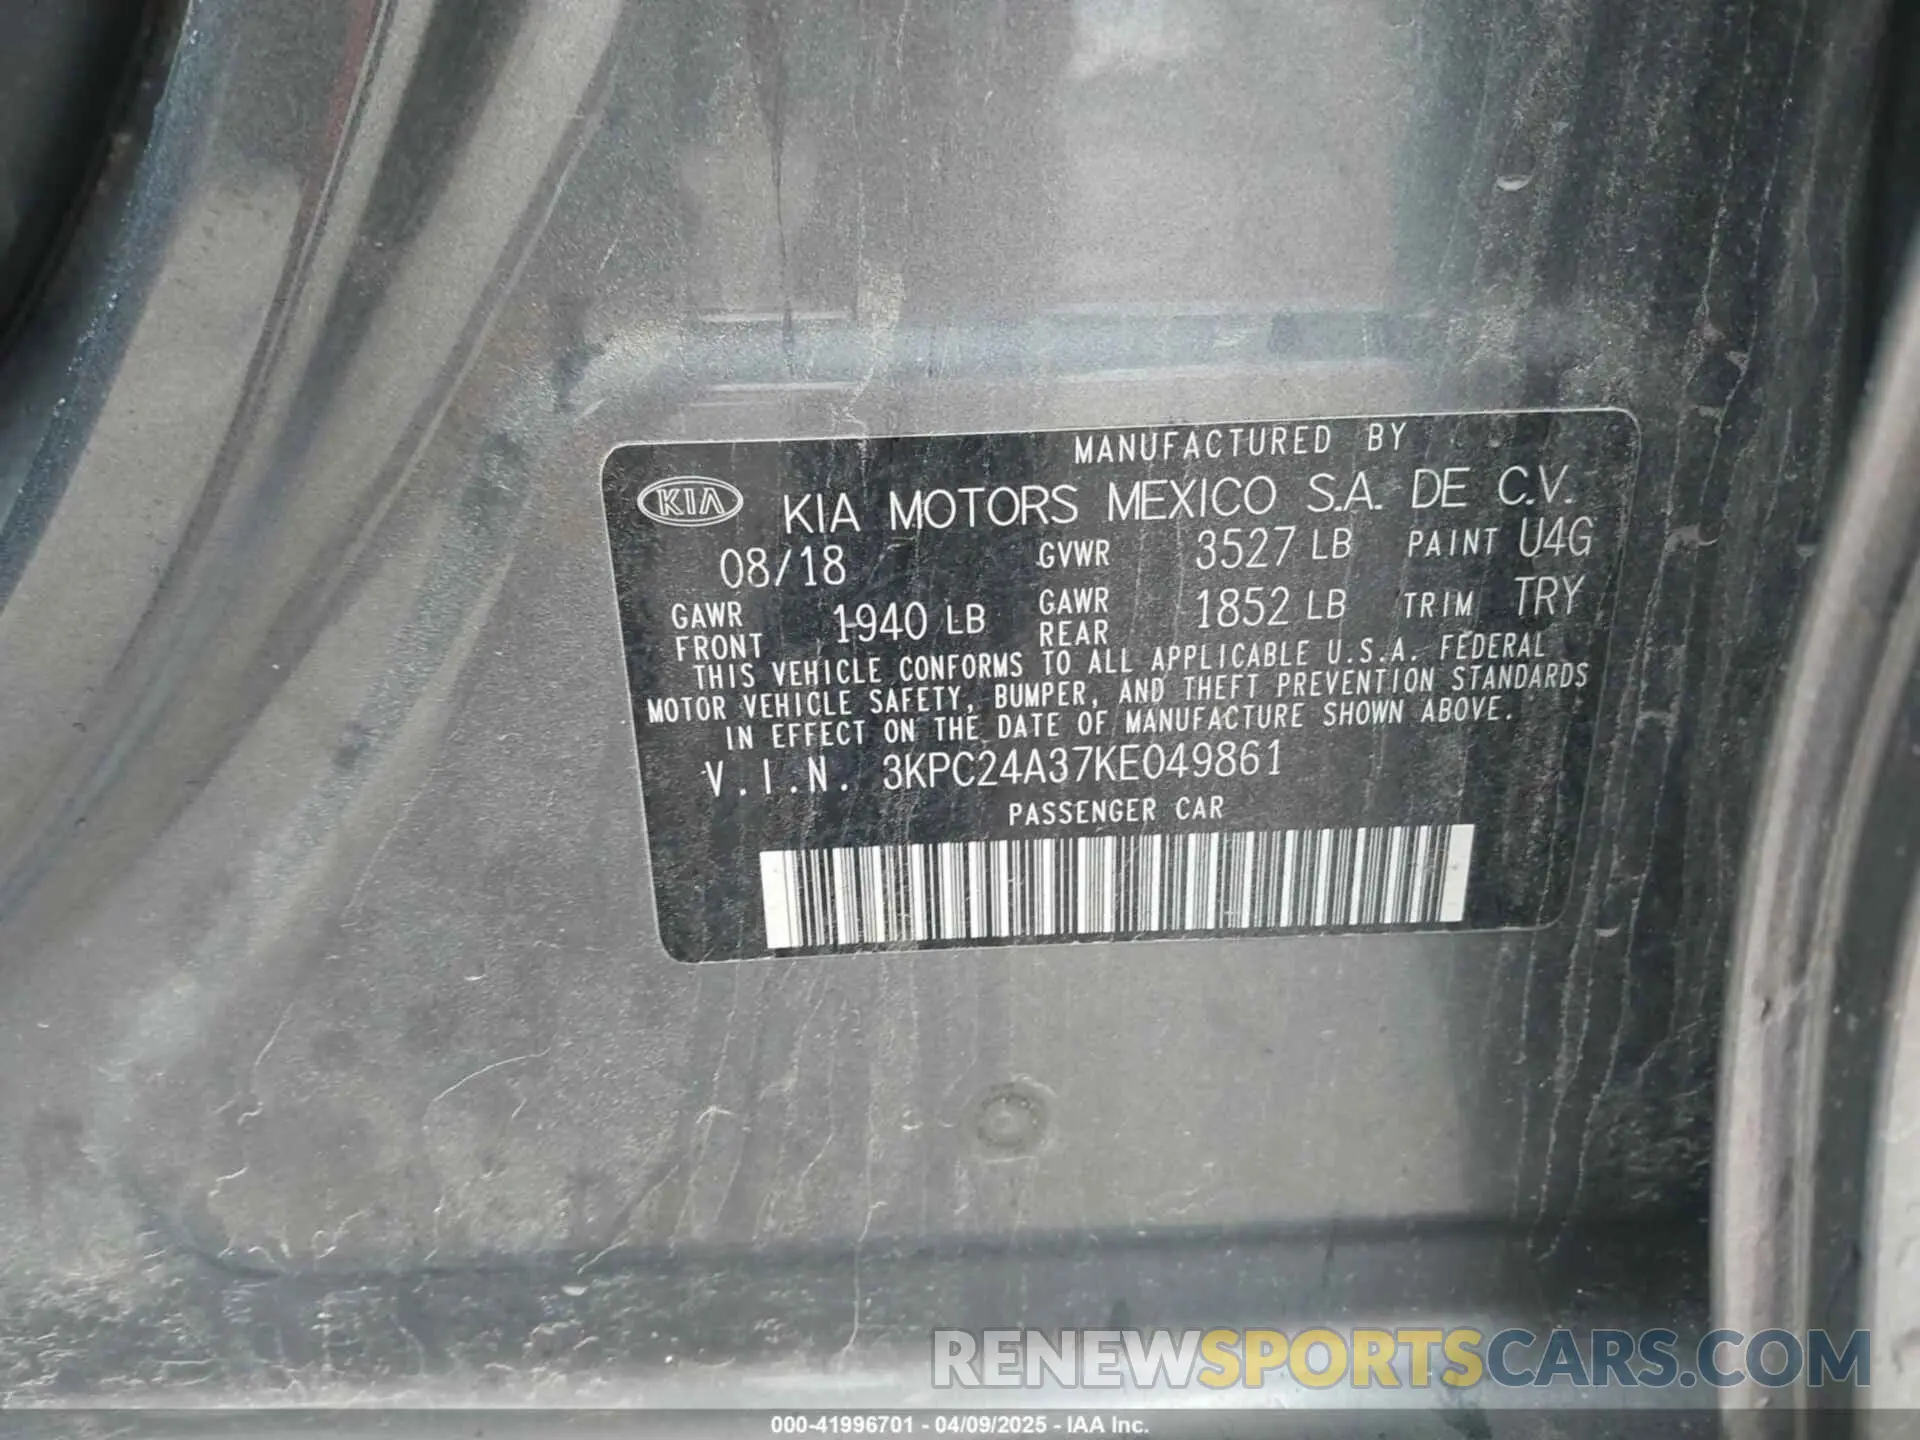 MANUFACTURED BY
KIA KIA MOTORS MEXICO S.A. DE C.V.
08/18 GVWR 3527 LB PAINT U4G
GAWR FRONT 1940 LB GAWR REAR 1852 LB TRIM TRY
THIS VEHICLE CONFORMS TO ALL APPLICABLE U.S.A. FEDERAL
MOTOR VEHICLE SAFETY, BUMPER, AND THEFT PREVENTION STANDARDS
IN EFFECT ON THE DATE OF MANUFACTURE SHOWN ABOVE.
V.I.N. 3KPC24A37KE049861
PASSENGER CAR
RENEWSPORTSCARS.COM
000-41996701 - 04/09/2025 - IAA Inc.